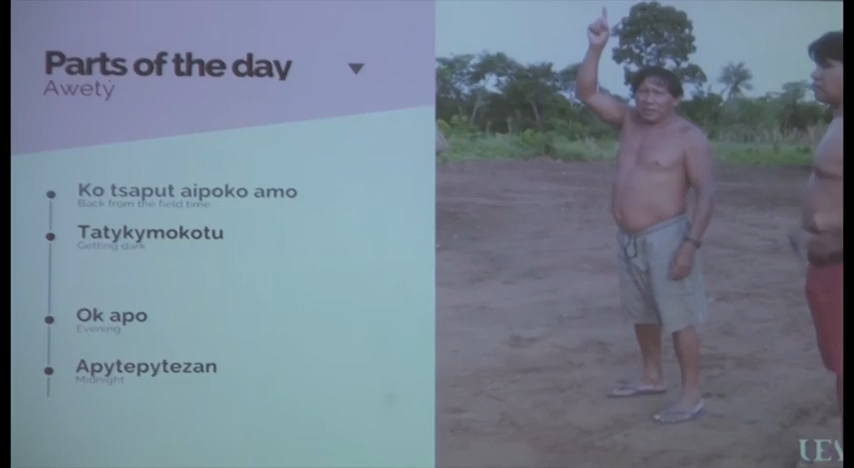 Parts of the day
Awetý
Ko tsaput aipoko amo
Back from the field time
Tatykymokotu
Getting dark
Ok apo
Evening
Apytepytezan
Midnight